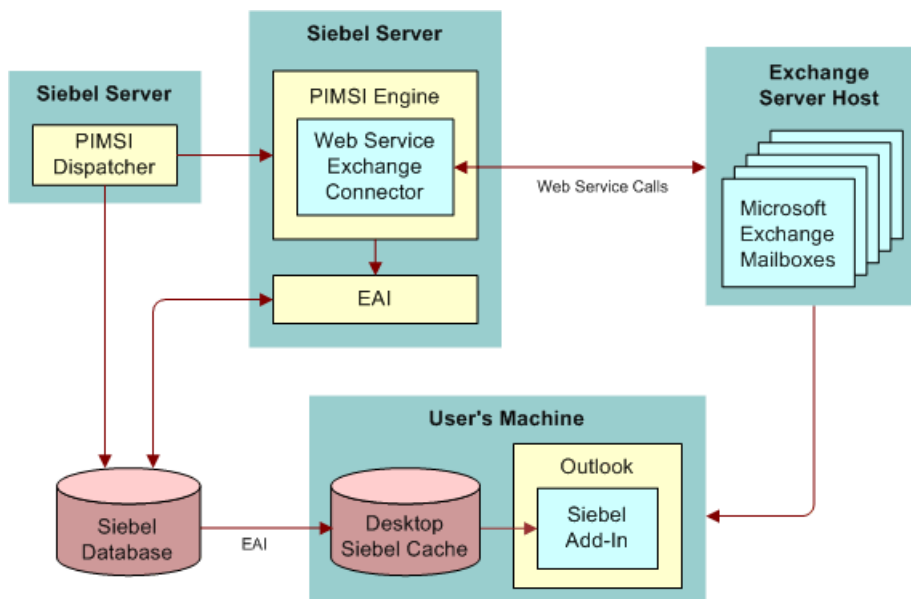 Siebel Server
PIMSI
Dispatcher
Siebel Server
PIMSI Engine
Web Service
Exchange
Connector
EAI
Web Service Calls
Exchange
Server Host
Microsoft
Exchange
Mailboxes
User's Machine
Siebel
Database
EAI
Desktop
Siebel Cache
Outlook
Siebel
Add-In